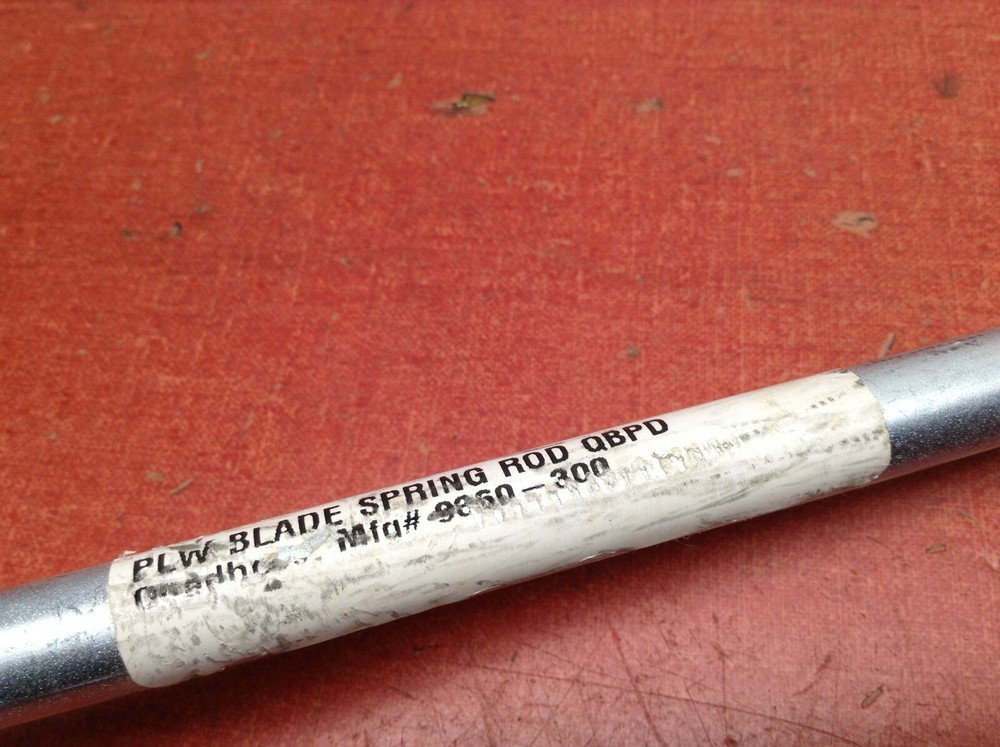 PLW BLADE SPRING ROD QBPD
Mfg# 9860-300